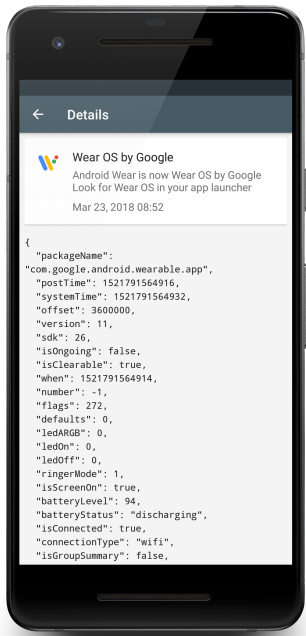 Details
Wear OS by Google
Android Wear is now Wear OS by Google
Look for Wear OS in your app launcher
Mar 23, 2018 08:52
{
"packageName":
"com.google.android.wearable.app",
"postTime": 1521791564916,
"systemTime": 1521791564932,
"offset": 3600000,
"version": 11,
"sdk": 26,
"isOngoing": false,
"isClearable": true,
"when": 1521791564914,
"number": -1,
"flags": 272,
"defaults": 0,
"ledARGB": 0,
"ledOn": 0,
"ledOff": 0,
"ringerMode": 1,
"isScreenOn": true,
"batteryLevel": 94,
"batteryStatus": "discharging",
"isConnected": true,
"connectionType": "wifi",
"isGroupSummary": false,